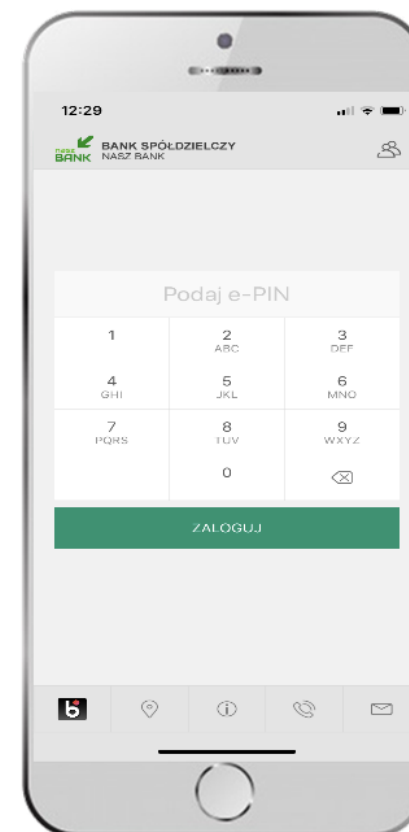 12:29
nasz BANK
BANK SPÓŁDZIELCZY
NASZ BANK
Podaj e-PIN
1
2
ABC
3
DEF
4
GHI
5
JKL
6
MNO
7
PQRS
8
TUV
9
WXYZ
0
ZALOGUJ
b